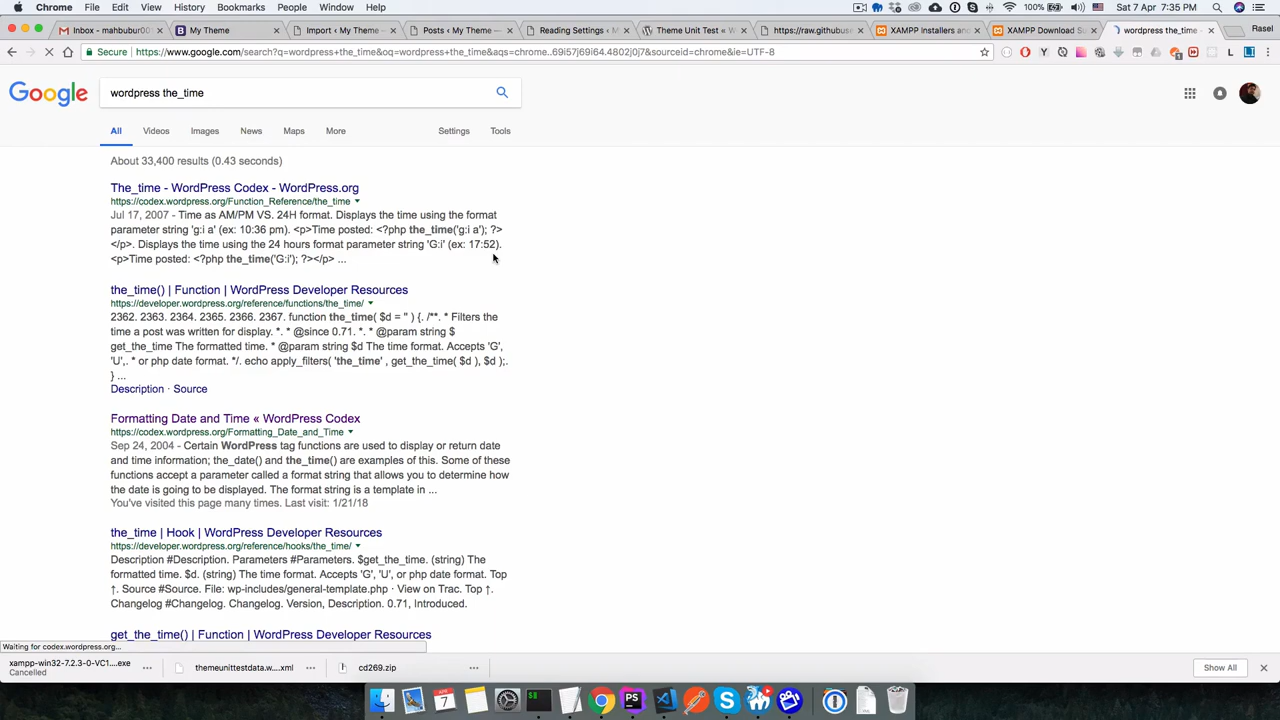 Chrome File Edit View History Bookmarks People Window Help 100% Sat 7 Apr 7:35 PM
Inbox - mahbubur001 My Theme Import ‹ My Theme — Posts ‹ My Theme — Reading Settings ‹ M Theme Unit Test « W https://raw.githubuse XAMPP Installers and XAMPP Download Su wordpress the_time - Rasel
Secure https://www.google.com/search?q=wordpress+the_time&oq=wordpress+the_time&aqs=chrome..69i57j69i64.4802j0j7&sourceid=chrome&ie=UTF-8
Google wordpress the_time
All Videos Images News Maps More Settings Tools
About 33,400 results (0.43 seconds)
The_time - WordPress Codex - WordPress.org
https://codex.wordpress.org/Function_Reference/the_time
Jul 17, 2007 - Time as AM/PM VS. 24H format. Displays the time using the format
parameter string 'g:i a' (ex: 10:36 pm). <p>Time posted: <?php the_time('g:i a'); ?>
</p>. Displays the time using the 24 hours format parameter string 'G:i' (ex: 17:52).
<p>Time posted: <?php the_time('G:i'); ?></p> ...
the_time() | Function | WordPress Developer Resources
https://developer.wordpress.org/reference/functions/the_time/
2362. 2363. 2364. 2365. 2366. 2367. function the_time( $d = '' ) {. /**. * Filters the
time a post was written for display. *. * @since 0.71. *. * @param string $
get_the_time The formatted time. * @param string $d The time format. Accepts 'G',
'U',. * or php date format. */. echo apply_filters( 'the_time' , get_the_time( $d ), $d );.
} ...
Description · Source
Formatting Date and Time « WordPress Codex
https://codex.wordpress.org/Formatting_Date_and_Time
Sep 24, 2004 - Certain WordPress tag functions are used to display or return date
and time information; the_date() and the_time() are examples of this. Some of these
functions accept a parameter called a format string that allows you to determine how
the date is going to be displayed. The format string is a template in ...
You've visited this page many times. Last visit: 1/21/18
the_time | Hook | WordPress Developer Resources
https://developer.wordpress.org/reference/hooks/the_time/
Description #Description. Parameters #Parameters. $get_the_time. (string) The
formatted time. $d. (string) The time format. Accepts 'G', 'U', or php date format. Top
↑. Source #Source. File: wp-includes/general-template.php · View on Trac. Top ↑.
Changelog #Changelog. Changelog. Version, Description. 0.71, Introduced.
get_the_time() | Function | WordPress Developer Resources
Waiting for codex.wordpress.org...
xampp-win32-7.2.3-0-VC1....exe themeunittestdata.w....xml cd269.zip Show All
Cancelled